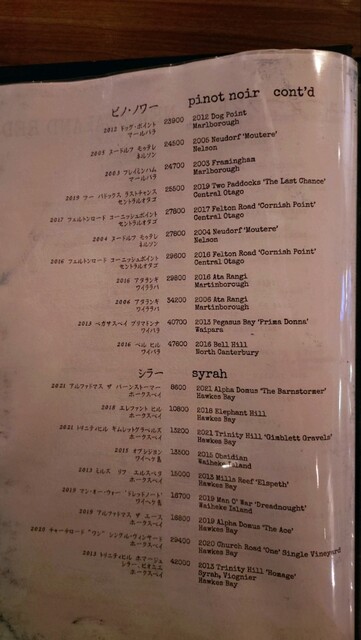 ピノ・ノワー pinot noir cont'd
2012 ドッグ・ポイント 23900 2012 Dog Point
マールバラ Marlborough
2005 ヌードルフ モゥテレ 24300 2005 Neudorf 'Moutere'
ネルソン Nelson
2003 フレイミンハム 24700 2003 Framingham
マールバラ Marlborough
2019 ツー パドックス ラストチャンス 25500 2019 Two Paddocks 'The Last Chance'
セントラルオタゴ Central Otago
2017 フェルトンロード コーニッシュポイント 27800 2017 Felton Road 'Cornish Point'
セントラルオタゴ Central Otago
2004 ヌードルフ モゥテレ 27800 2004 Neudorf 'Moutere'
ネルソン Nelson
2016 フェルトンロード コーニッシュポイント 29600 2016 Felton Road 'Cornish Point'
セントラルオタゴ Central Otago
2016 アタランギ 29800 2016 Ata Rangi
ワイララパ Martinborough
2006 アタランギ 34200 2006 Ata Rangi
ワイララパ Martinborough
2013 ペガサスベイ プリマドンナ 40700 2013 Pegasus Bay 'Prima Donna'
ワイパラ Waipara
2016 ベル ヒル 47600 2016 Bell Hill
ワイパラ North Canterbury
シラー syrah
2021 アルファドマス ザ バーンストーマー 8600 2021 Alpha Domus 'The Barnstormer'
ホークスベイ Hawkes Bay
2018 エレファント ヒル 10800 2018 Elephant Hill
ホークスベイ Hawkes Bay
2021 トリニティヒル ギムレットグラベルス 13200 2021 Trinity Hill 'Gimblett Gravels'
ホークスベイ Hawkes Bay
2015 オブシディアン 13200 Obsidian
ワイヘケ島 Waiheke Island
2013 ミルズ リーフ エルスペス 15000 2013 Mills Reef 'Elspeth'
ホークスベイ Hawkes Bay
2019 マン・オー・ウォー 'ドレッドノート' 16700 2019 Man O' War 'Dreadnought'
ワイヘケ島 Waiheke Island
2019 アルファドマス ザ エース 16800 2019 Alpha Domus 'The Ace'
ホークスベイ Hawkes Bay
2020 チャーチロード "ワン" シングル・ヴィンヤード 29400 2020 Church Road 'One' Single Vineyard
ホークスベイ Hawkes Bay
2013 トリニティヒル ホマージュ 42000 2013 Trinity Hill 'Homage'
シラー、ビオニエ Syrah, Viognier
ホークスベイ Hawkes Bay